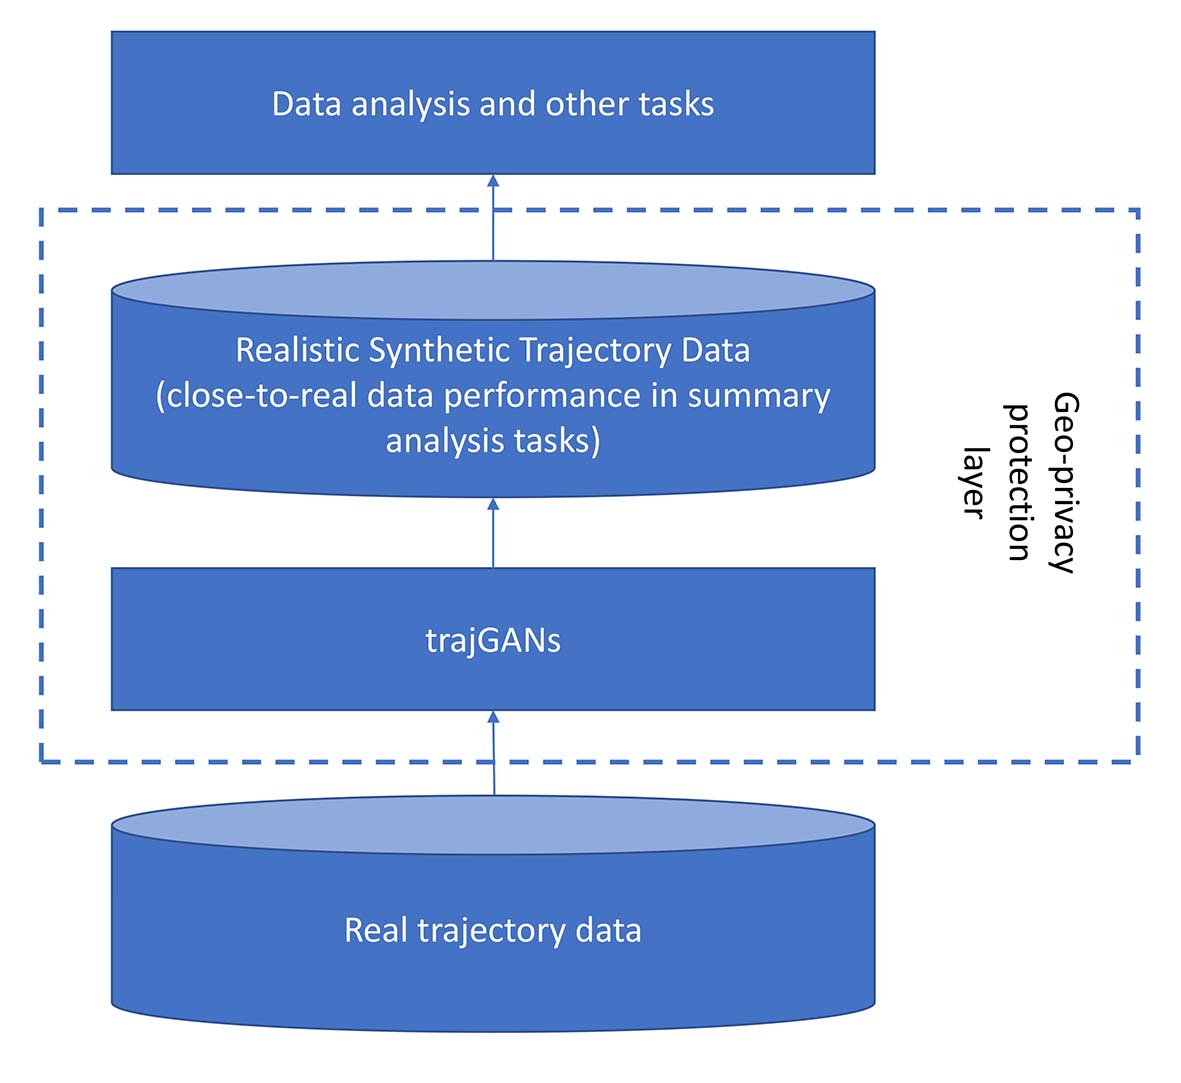 Data analysis and other tasks
Realistic Synthetic Trajectory Data
(close-to-real data performance in summary
analysis tasks)
Geo-privacy
protection
layer
trajGANs
Real trajectory data